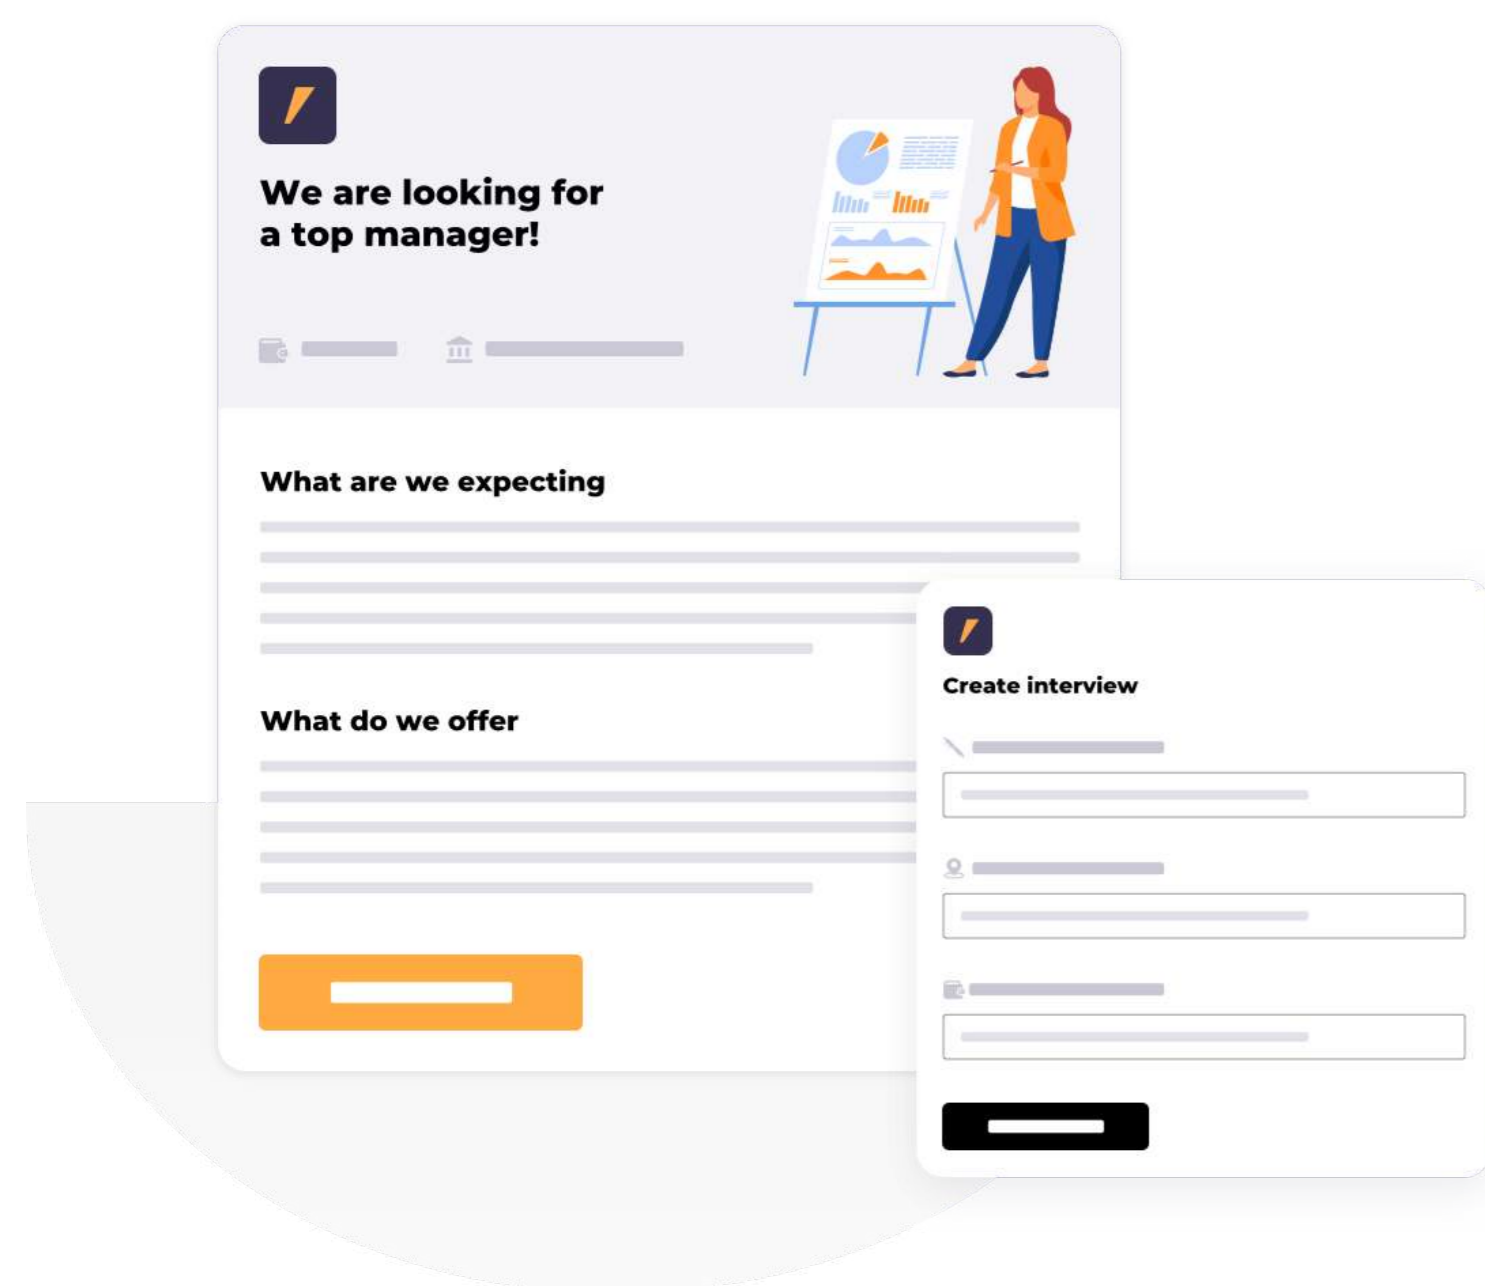 We are looking for
a top manager!
What are we expecting
What do we offer
Create interview